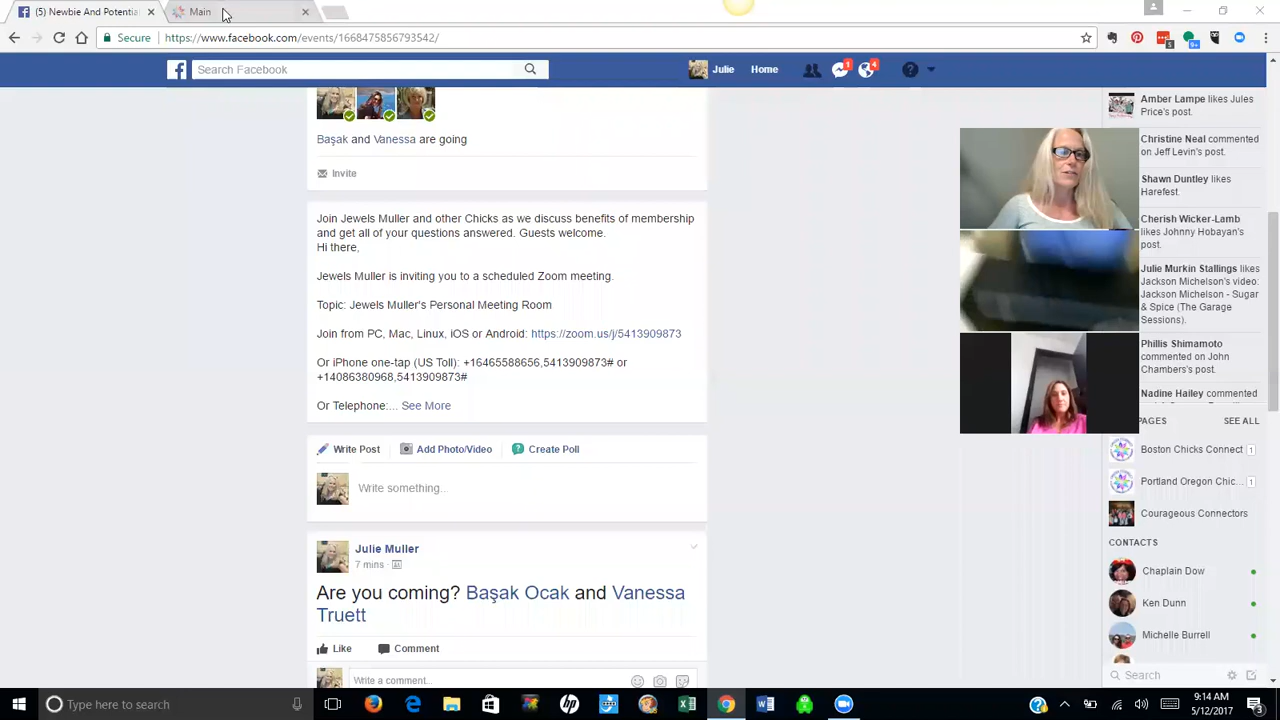 (5) Newbie And Potentia
Main
Secure
https://www.facebook.com/events/1668475856793542/
5
9+
Search Facebook
Julie
Home
1
4
Başak and Vanessa are going
Invite
Join Jewels Muller and other Chicks as we discuss benefits of membership
and get all of your questions answered. Guests welcome.
Hi there,
Jewels Muller is inviting you to a scheduled Zoom meeting.
Topic: Jewels Muller's Personal Meeting Room
Join from PC, Mac, Linux, iOS or Android: https://zoom.us/j/5413909873
Or iPhone one-tap (US Toll): +16465588656,5413909873# or
+14086380968,5413909873#
Or Telephone:... See More
Write Post
Add Photo/Video
Create Poll
Write something...
Julie Muller
7 mins ·
Are you coming? Başak Ocak and Vanessa
Truett
Like
Comment
Write a comment...
Amber Lampe likes Jules
Price's post.
Christine Neal commented
on Jeff Levin's post.
Shawn Duntley likes
Harefest.
Cherish Wicker-Lamb
likes Johnny Hobayan's
post.
Julie Murkin Stallings likes
Jackson Michelson's video:
Jackson Michelson - Sugar
& Spice (The Garage
Sessions).
Phillis Shimamoto
commented on John
Chambers's post.
Nadine Hailey commented
PAGES
SEE ALL
Boston Chicks Connect
1
Portland Oregon Chic...
1
Courageous Connectors
CONTACTS
Chaplain Dow
Ken Dunn
Michelle Burrell
Search
Type here to search
9:14 AM
5/12/2017
3